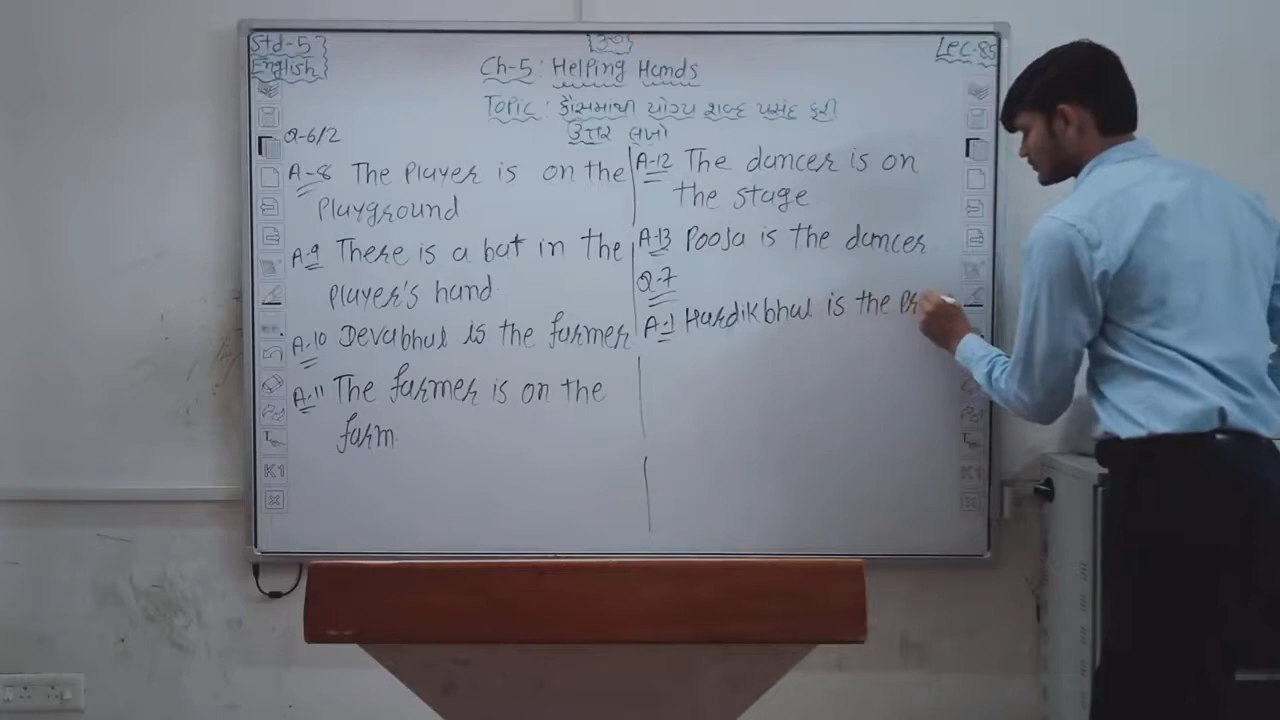 Std-5
English
ૐ
Lec-85
Ch-5: Helping Hands
Topic: કૌંસમાંથી યોગ્ય શબ્દ પસંદ કરી
ઉત્તર લખો
Q-6/2
A-8 The Player is on the
Playground.
A-9 There is a bat in the
player's hand.
A-10 Devabhai is the farmer
A-11 The farmer is on the
farm.
A-12 The dancer is on
the stage
A-13 Pooja is the dancer
Q-7
A-1 Hardikbhai is the Pr
K1
K1